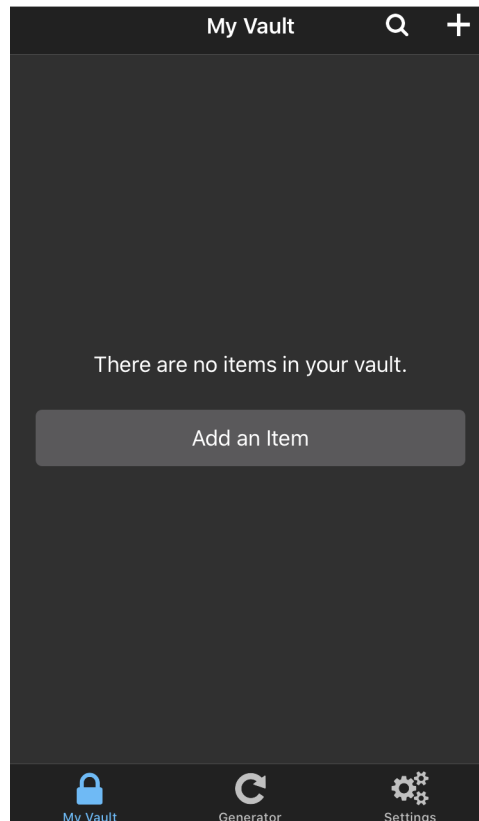 My Vault
There are no items in your vault.
Add an Item
My Vault Generator Settings